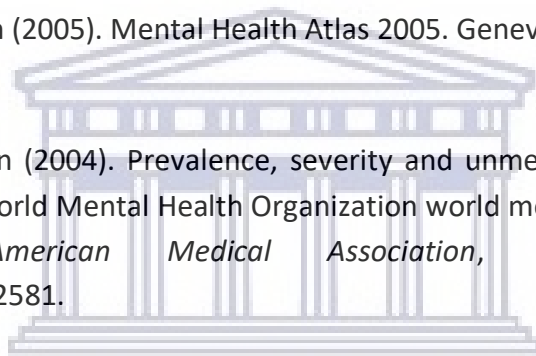 (2005). Mental Health Atlas 2005. Genev
(2004). Prevalence, severity and unme
orld Mental Health Organization world m
American Medical Association,
2581.